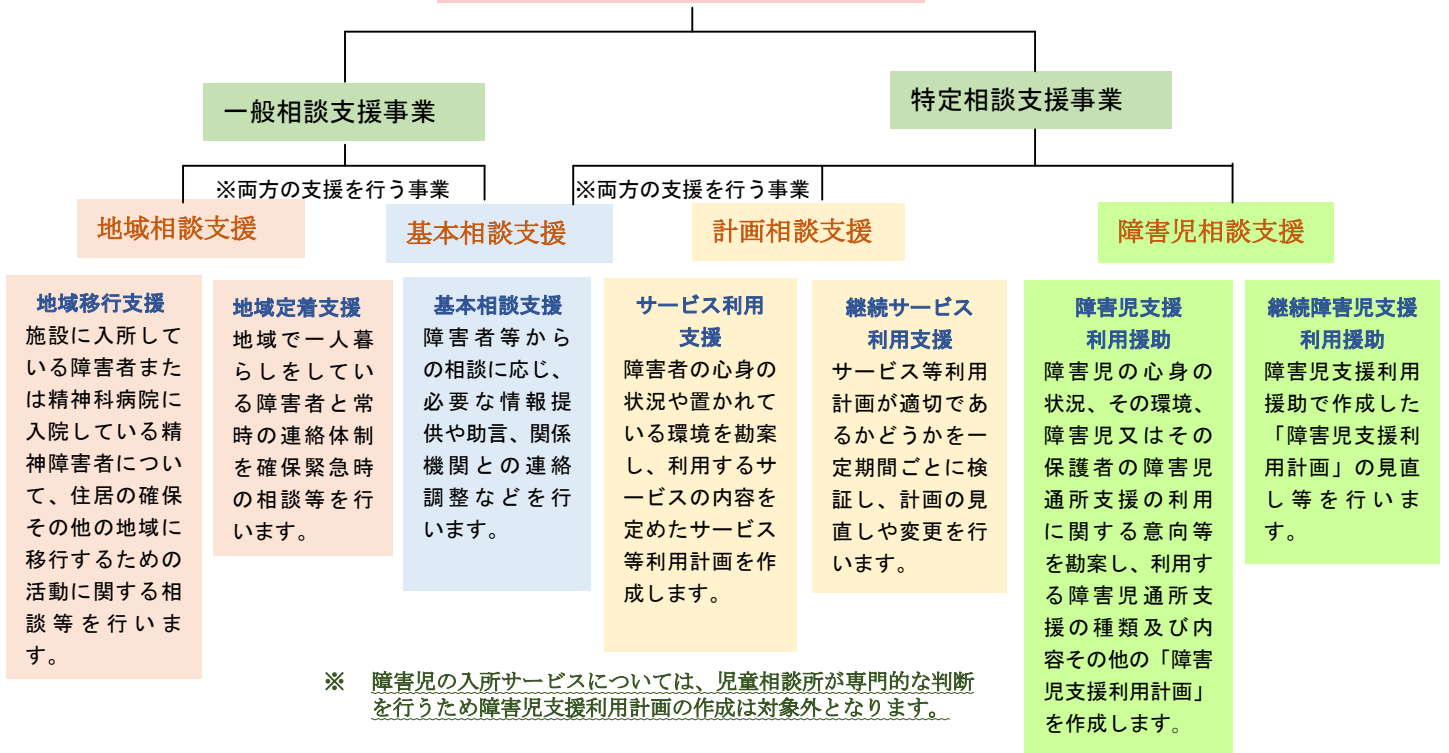 一般相談支援事業
特定相談支援事業
※両方の支援を行う事業
※両方の支援を行う事業
地域相談支援
基本相談支援
計画相談支援
障害児相談支援
地域移行支援
施設に入所して
いる障害者また
は精神科病院に
入院している精
神障害者につい
て、住居の確保
その他の地域に
移行するための
活動に関する相
談等を行いま
す。
地域定着支援
地域で一人暮
らしをしてい
る障害者と常
時の連絡体制
を確保緊急時
の相談等を行
います。
基本相談支援
障害者等から
の相談に応じ、
必要な情報提
供や助言、関係
機関との連絡
調整などを行
います。
サービス利用
支援
障害者の心身の
状況や置かれて
いる環境を勘案
し、利用するサ
ービスの内容を
定めたサービス
等利用計画を作
成します。
継続サービス
利用支援
サービス等利用
計画が適切であ
るかどうかを一
定期間ごとに検
証し、計画の見
直しや変更を行
います。
障害児支援
利用援助
障害児の心身の
状況、その環境、
障害児又はその
保護者の障害児
通所支援の利用
に関する意向等
を勘案し、利用す
る障害児通所支
援の種類及び内
容その他の「障害
児支援利用計画」
を作成します。
継続障害児支援
利用援助
障害児支援利用
援助で作成した
「障害児支援利
用計画」の見直
し等を行いま
す。
※ 障害児の入所サービスについては、児童相談所が専門的な判断
を行うため障害児支援利用計画の作成は対象外となります。